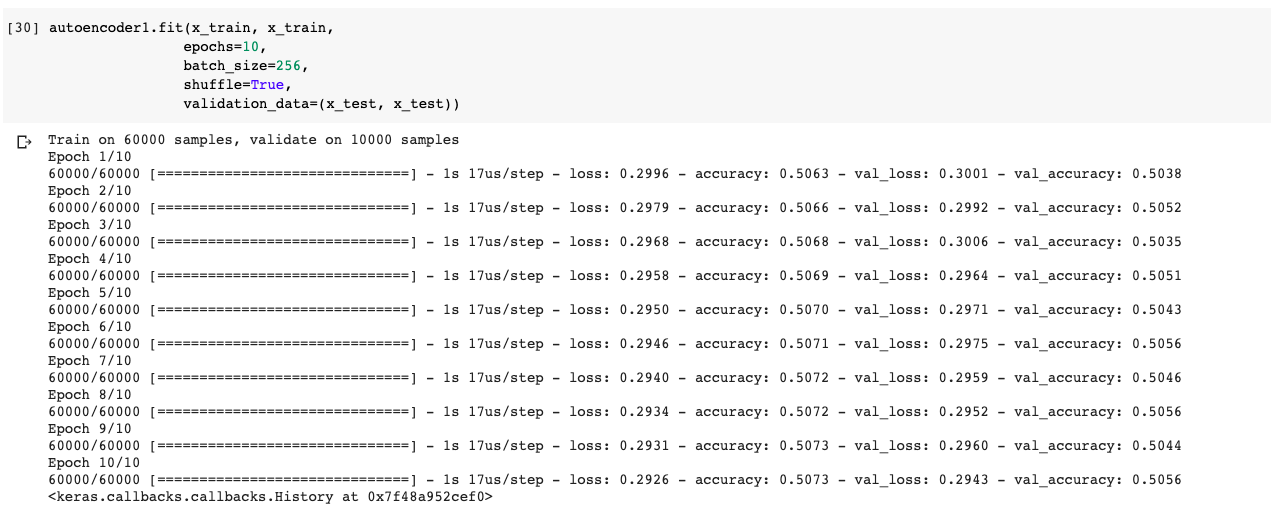 [30] autoencoder1.fit(x_train, x_train,
epochs=10,
batch_size=256,
shuffle=True,
validation_data=(x_test, x_test))
Train on 60000 samples, validate on 10000 samples
Epoch 1/10
60000/60000 [==============================] - 1s 17us/step - loss: 0.2996 - accuracy: 0.5063 - val_loss: 0.3001 - val_accuracy: 0.5038
Epoch 2/10
60000/60000 [==============================] - 1s 17us/step - loss: 0.2979 - accuracy: 0.5066 - val_loss: 0.2992 - val_accuracy: 0.5052
Epoch 3/10
60000/60000 [==============================] - 1s 17us/step - loss: 0.2968 - accuracy: 0.5068 - val_loss: 0.3006 - val_accuracy: 0.5035
Epoch 4/10
60000/60000 [==============================] - 1s 17us/step - loss: 0.2958 - accuracy: 0.5069 - val_loss: 0.2964 - val_accuracy: 0.5051
Epoch 5/10
60000/60000 [==============================] - 1s 17us/step - loss: 0.2950 - accuracy: 0.5070 - val_loss: 0.2971 - val_accuracy: 0.5043
Epoch 6/10
60000/60000 [==============================] - 1s 17us/step - loss: 0.2946 - accuracy: 0.5071 - val_loss: 0.2975 - val_accuracy: 0.5056
Epoch 7/10
60000/60000 [==============================] - 1s 17us/step - loss: 0.2940 - accuracy: 0.5072 - val_loss: 0.2959 - val_accuracy: 0.5046
Epoch 8/10
60000/60000 [==============================] - 1s 17us/step - loss: 0.2934 - accuracy: 0.5072 - val_loss: 0.2952 - val_accuracy: 0.5056
Epoch 9/10
60000/60000 [==============================] - 1s 17us/step - loss: 0.2931 - accuracy: 0.5073 - val_loss: 0.2960 - val_accuracy: 0.5044
Epoch 10/10
60000/60000 [==============================] - 1s 17us/step - loss: 0.2926 - accuracy: 0.5073 - val_loss: 0.2943 - val_accuracy: 0.5056
<keras.callbacks.callbacks.History at 0x7f48a952cef0>